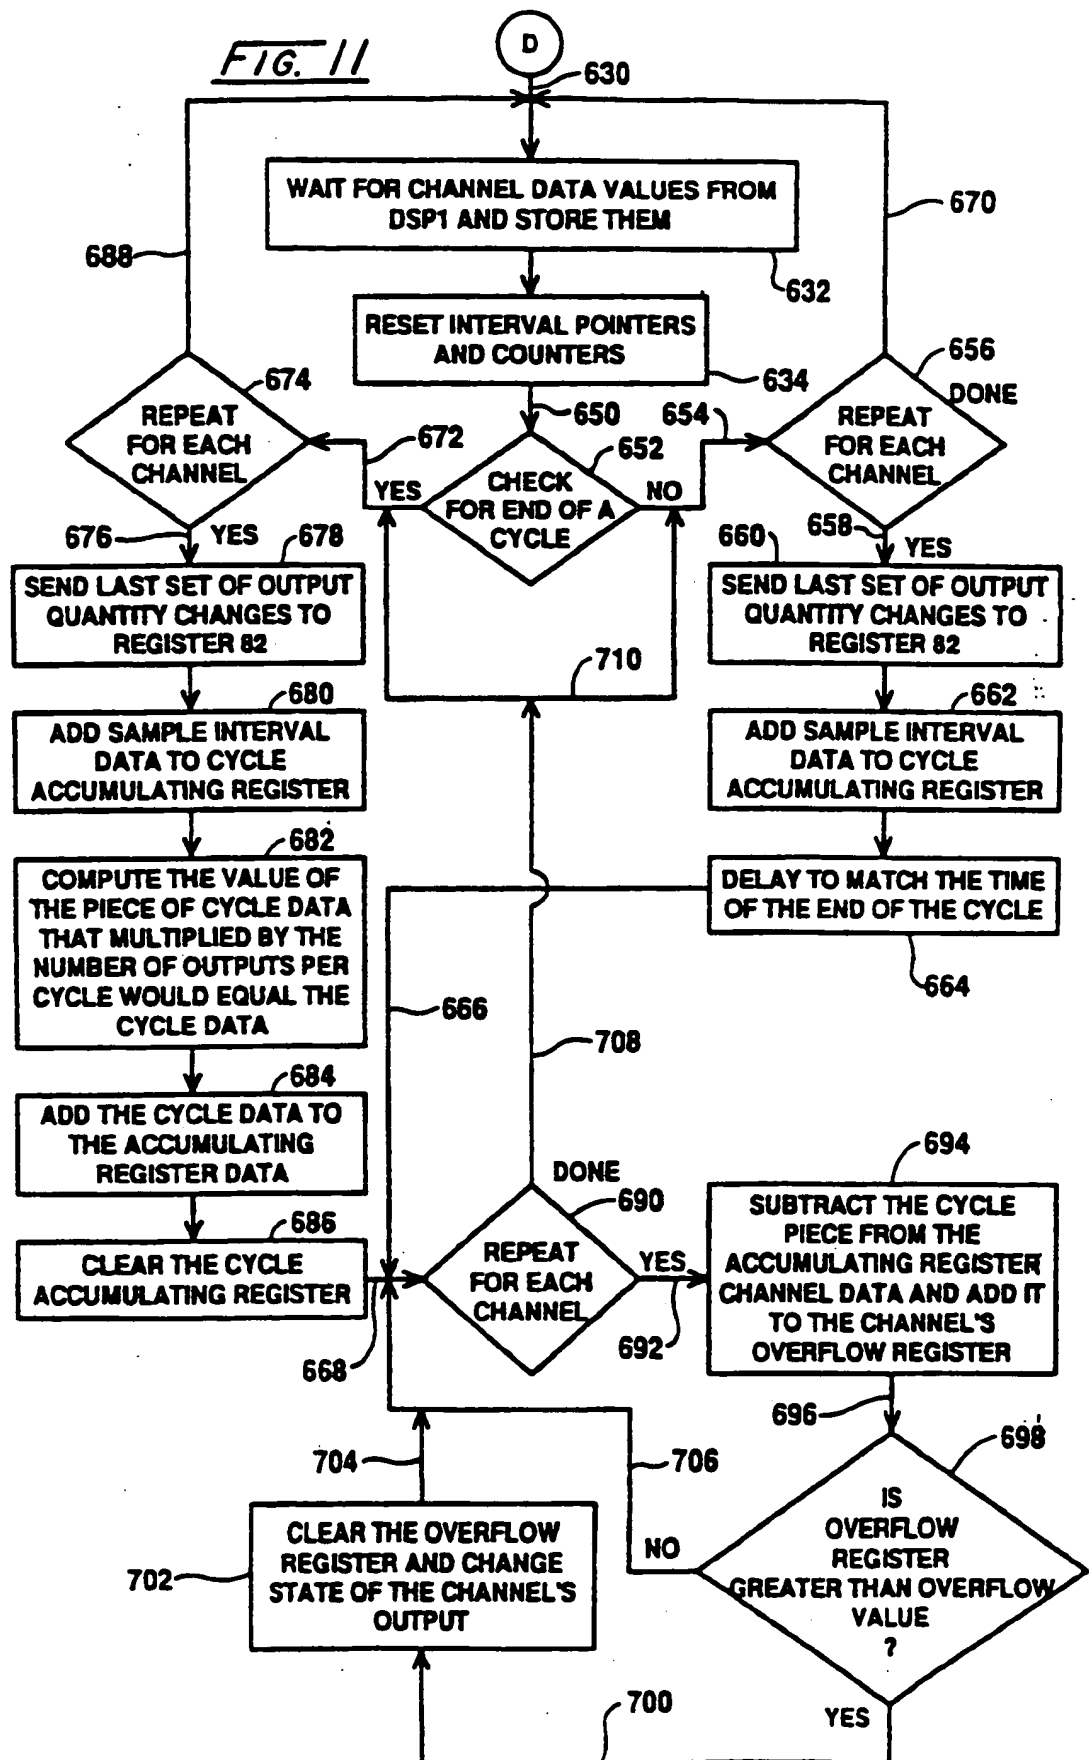 FIG. 11
D
630
WAIT FOR CHANNEL DATA VALUES FROM
DSP1 AND STORE THEM
632
670
688
RESET INTERVAL POINTERS
AND COUNTERS
634
650
654
656
DONE
674
REPEAT
FOR EACH
CHANNEL
672
YES
652
CHECK
FOR END OF A
CYCLE
NO
REPEAT
FOR EACH
CHANNEL
676
YES
678
SEND LAST SET OF OUTPUT
QUANTITY CHANGES TO
REGISTER 82
660
658
YES
SEND LAST SET OF OUTPUT
QUANTITY CHANGES TO
REGISTER 82
710
680
ADD SAMPLE INTERVAL
DATA TO CYCLE
ACCUMULATING REGISTER
662
ADD SAMPLE INTERVAL
DATA TO CYCLE
ACCUMULATING REGISTER
682
COMPUTE THE VALUE OF
THE PIECE OF CYCLE DATA
THAT MULTIPLIED BY THE
NUMBER OF OUTPUTS PER
CYCLE WOULD EQUAL THE
CYCLE DATA
DELAY TO MATCH THE TIME
OF THE END OF THE CYCLE
664
666
708
684
ADD THE CYCLE DATA TO
THE ACCUMULATING
REGISTER DATA
686
CLEAR THE CYCLE
ACCUMULATING REGISTER
668
DONE
690
REPEAT
FOR EACH
CHANNEL
YES
692
694
SUBTRACT THE CYCLE
PIECE FROM THE
ACCUMULATING REGISTER
CHANNEL DATA AND ADD IT
TO THE CHANNEL'S
OVERFLOW REGISTER
696
698
IS
OVERFLOW
REGISTER
GREATER THAN OVERFLOW
VALUE
?
NO
706
704
702
CLEAR THE OVERFLOW
REGISTER AND CHANGE
STATE OF THE CHANNEL'S
OUTPUT
700
YES